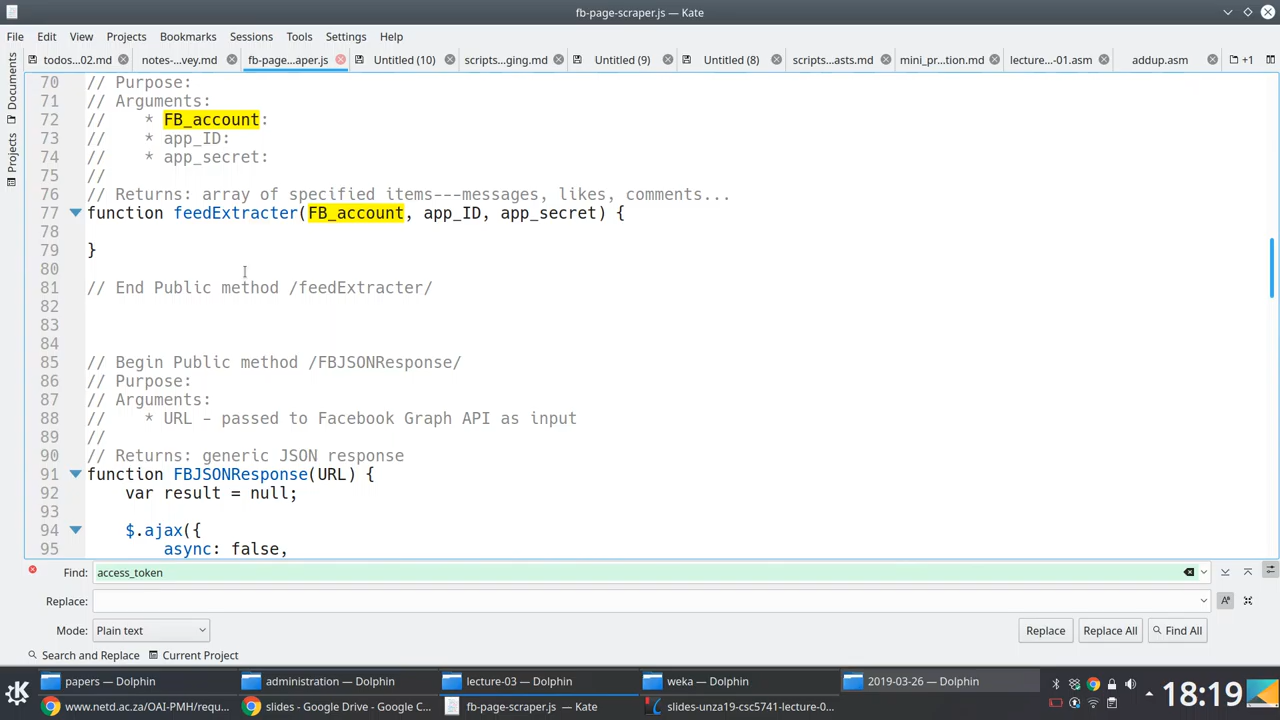 fb-page-scraper.js — Kate
File Edit View Projects Bookmarks Sessions Tools Settings Help
todos...02.md notes-...vey.md fb-page...aper.js Untitled (10) scripts...ging.md Untitled (9) Untitled (8) scripts...asts.md mini_pr...tion.md lecture...-01.asm addup.asm +1
Documents
Projects
70 // Purpose:
71 // Arguments:
72 //    * FB_account:
73 //    * app_ID:
74 //    * app_secret:
75 //
76 // Returns: array of specified items---messages, likes, comments...
77 function feedExtracter(FB_account, app_ID, app_secret) {
78
79 }
80
81 // End Public method /feedExtracter/
82
83
84
85 // Begin Public method /FBJSONResponse/
86 // Purpose:
87 // Arguments:
88 //    * URL - passed to Facebook Graph API as input
89 //
90 // Returns: generic JSON response
91 function FBJSONResponse(URL) {
92     var result = null;
93
94     $.ajax({
95         async: false,
Find: access_token
Replace:
Mode: Plain text Replace Replace All Find All
Search and Replace Current Project
papers — Dolphin administration — Dolphin lecture-03 — Dolphin weka — Dolphin 2019-03-26 — Dolphin
www.netd.ac.za/OAI-PMH/requ... slides - Google Drive - Google C... fb-page-scraper.js — Kate slides-unza19-csc5741-lecture-0...
18:19